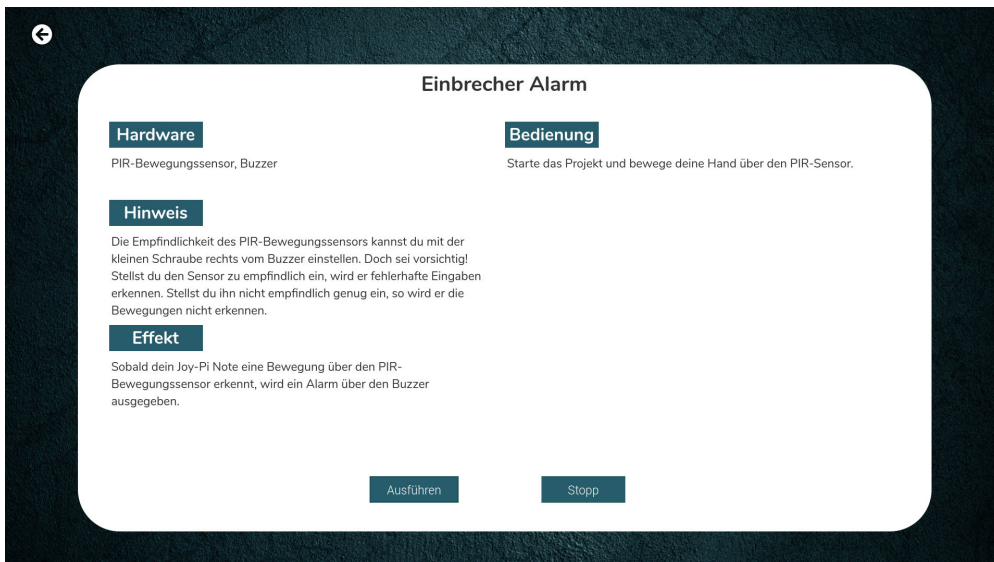 Einbrecher Alarm
Hardware
PIR-Bewegungssensor, Buzzer
Hinweis
Die Empfindlichkeit des PIR-Bewegungssensors kannst du mit der
kleinen Schraube rechts vom Buzzer einstellen. Doch sei vorsichtig!
Stellst du den Sensor zu empfindlich ein, wird er fehlerhafte Eingaben
erkennen. Stellst du ihn nicht empfindlich genug ein, so wird er die
Bewegungen nicht erkennen.
Effekt
Sobald dein Joy-Pi Note eine Bewegung über den PIR-
Bewegungssensor erkennt, wird ein Alarm über den Buzzer
ausgegeben.
Bedienung
Starte das Projekt und bewege deine Hand über den PIR-Sensor.
Ausführen
Stopp